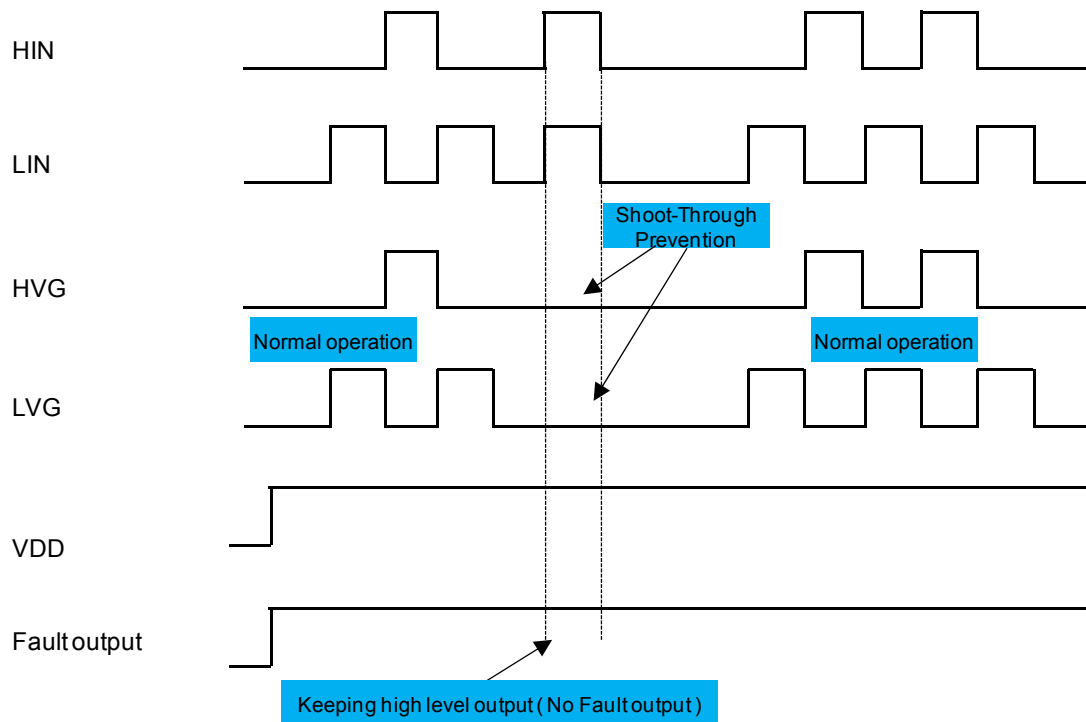 HIN
LIN
Shoot-Through
Prevention
HVG
Normal operation
Normal operation
LVG
VDD
Fault output
Keeping high level output ( No Fault output )